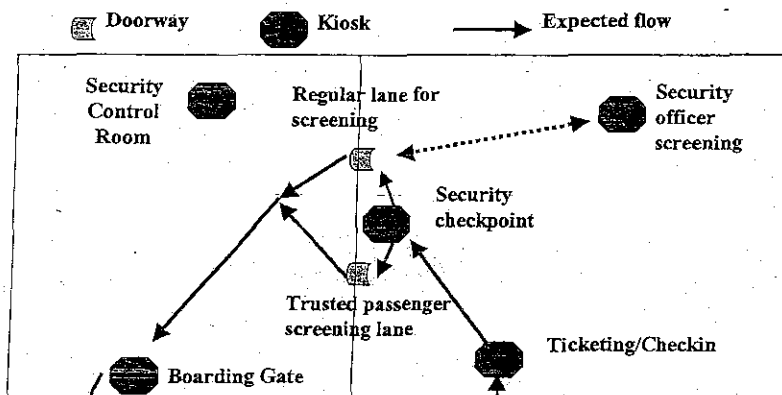 Doorway
Kiosk
Expected flow
Security
Control
Room
Regular lane for
screening
Security
officer
screening
Security
checkpoint
Trusted passenger
screening lane
Ticketing/Checkin
Boarding Gate